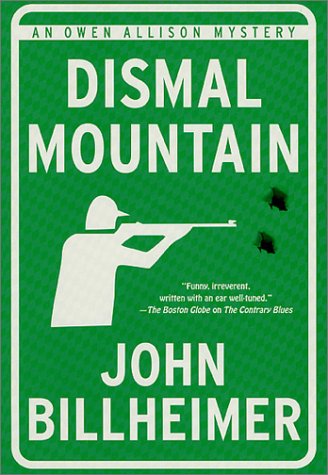 AN OWEN ALLISON MYSTERY
DISMAL
MOUNTAIN
"Funny, irreverent,
written with an ear well-tuned."
—The Boston Globe on The Contrary Blues
JOHN
BILLHEIMER